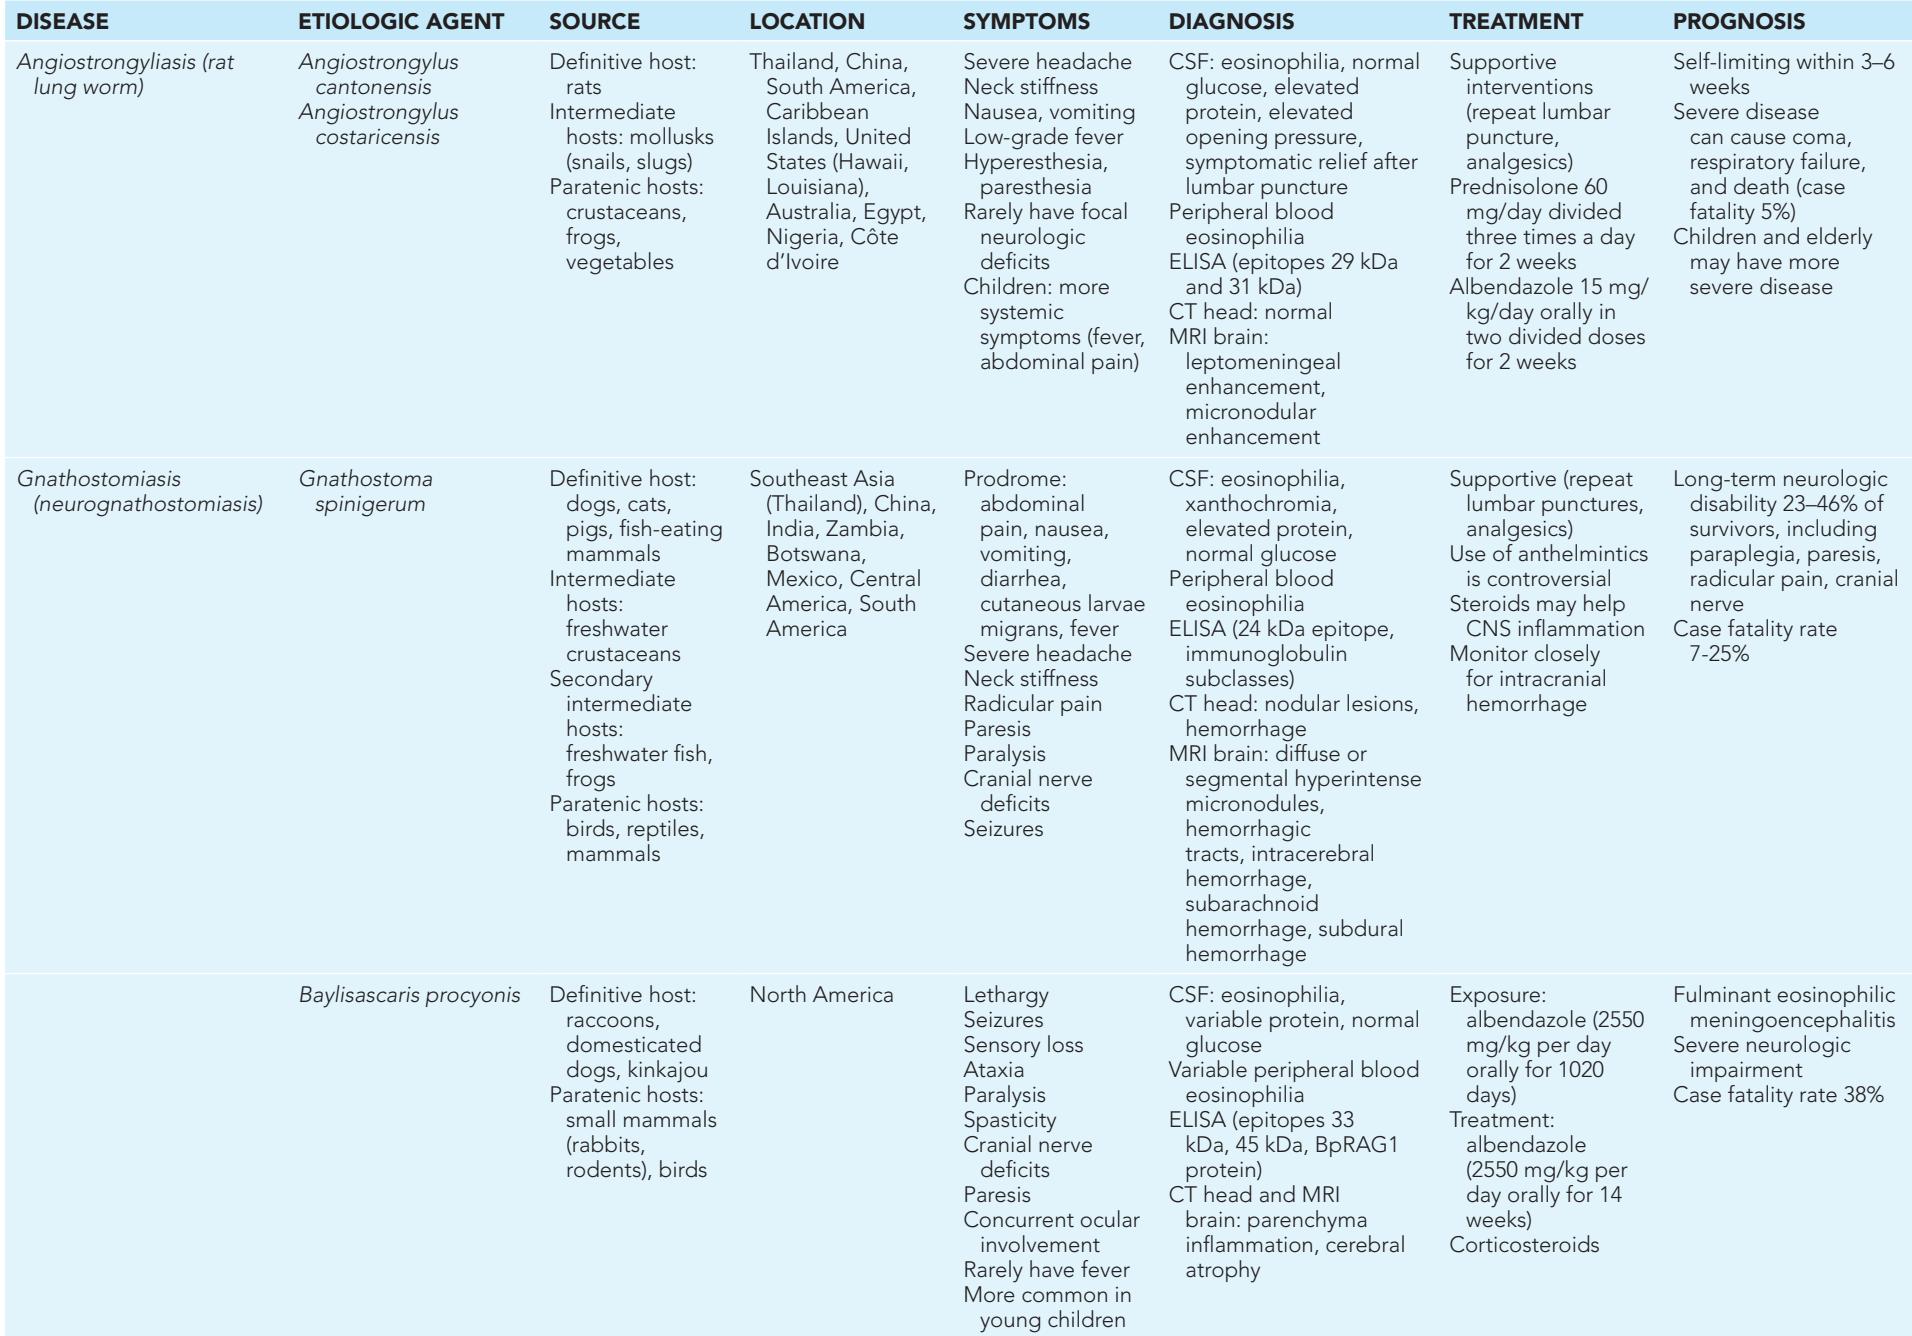 DISEASE
ETIOLOGIC AGENT
SOURCE
LOCATION
SYMPTOMS
DIAGNOSIS
TREATMENT
PROGNOSIS
Angiostrongyliasis (rat
lung worm)
Angiostrongylus
cantonensis
Angiostrongylus
costaricensis
Definitive host:
rats
Intermediate
hosts: mollusks
(snails, slugs)
Paratenic hosts:
crustaceans,
frogs,
vegetables
Thailand, China,
South America,
Caribbean
Islands, United
States (Hawaii,
Louisiana),
Australia, Egypt,
Nigeria, Côte
d’Ivoire
Severe headache
Neck stiffness
Nausea, vomiting
Low-grade fever
Hyperesthesia,
paresthesia
Rarely have focal
neurologic
deficits
Children: more
systemic
symptoms (fever,
abdominal pain)
CSF: eosinophilia, normal
glucose, elevated
protein, elevated
opening pressure,
symptomatic relief after
lumbar puncture
Peripheral blood
eosinophilia
ELISA (epitopes 29 kDa
and 31 kDa)
CT head: normal
MRI brain:
leptomeningeal
enhancement,
micronodular
enhancement
Supportive
interventions
(repeat lumbar
puncture,
analgesics)
Prednisolone 60
mg/day divided
three times a day
for 2 weeks
Albendazole 15 mg/
kg/day orally in
two divided doses
for 2 weeks
Self-limiting within 3–6
weeks
Severe disease
can cause coma,
respiratory failure,
and death (case
fatality 5%)
Children and elderly
may have more
severe disease
Gnathostomiasis
(neurognathostomiasis)
Gnathostoma
spinigerum
Definitive host:
dogs, cats,
pigs, fish-eating
mammals
Intermediate
hosts:
freshwater
crustaceans
Secondary
intermediate
hosts:
freshwater fish,
frogs
Paratenic hosts:
birds, reptiles,
mammals
Southeast Asia
(Thailand), China,
India, Zambia,
Botswana,
Mexico, Central
America, South
America
Prodrome:
abdominal
pain, nausea,
vomiting,
diarrhea,
cutaneous larvae
migrans, fever
Severe headache
Neck stiffness
Radicular pain
Paresis
Paralysis
Cranial nerve
deficits
Seizures
CSF: eosinophilia,
xanthochromia,
elevated protein,
normal glucose
Peripheral blood
eosinophilia
ELISA (24 kDa epitope,
immunoglobulin
subclasses)
CT head: nodular lesions,
hemorrhage
MRI brain: diffuse or
segmental hyperintense
micronodules,
hemorrhagic
tracts, intracerebral
hemorrhage,
subarachnoid
hemorrhage, subdural
hemorrhage
Supportive (repeat
lumbar punctures,
analgesics)
Use of anthelmintics
is controversial
Steroids may help
CNS inflammation
Monitor closely
for intracranial
hemorrhage
Long-term neurologic
disability 23–46% of
survivors, including
paraplegia, paresis,
radicular pain, cranial
nerve
Case fatality rate
7-25%
Baylisascaris procyonis
Definitive host:
raccoons,
domesticated
dogs, kinkajou
Paratenic hosts:
small mammals
(rabbits,
rodents), birds
North America
Lethargy
Seizures
Sensory loss
Ataxia
Paralysis
Spasticity
Cranial nerve
deficits
Paresis
Concurrent ocular
involvement
Rarely have fever
More common in
young children
CSF: eosinophilia,
variable protein, normal
glucose
Variable peripheral blood
eosinophilia
ELISA (epitopes 33
kDa, 45 kDa, BpRAG1
protein)
CT head and MRI
brain: parenchyma
inflammation, cerebral
atrophy
Exposure:
albendazole (2550
mg/kg per day
orally for 1020
days)
Treatment:
albendazole
(2550 mg/kg per
day orally for 14
weeks)
Corticosteroids
Fulminant eosinophilic
meningoencephalitis
Severe neurologic
impairment
Case fatality rate 38%